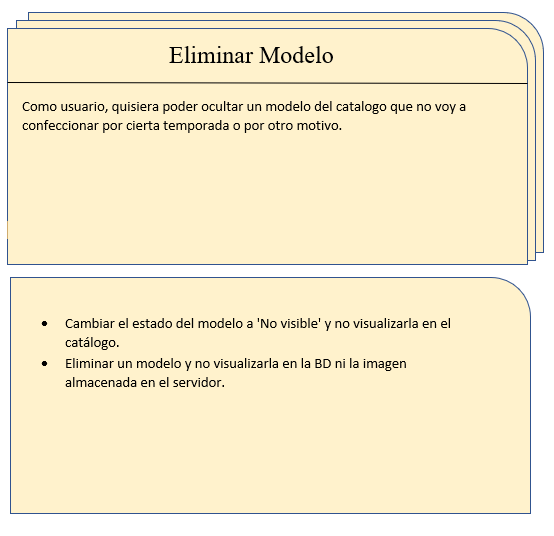 Eliminar Modelo
Como usuario, quisiera poder ocultar un modelo del catalogo que no voy a
confeccionar por cierta temporada o por otro motivo.
• Cambiar el estado del modelo a 'No visible' y no visualizarla en el
catálogo.
• Eliminar un modelo y no visualizarla en la BD ni la imagen
almacenada en el servidor.